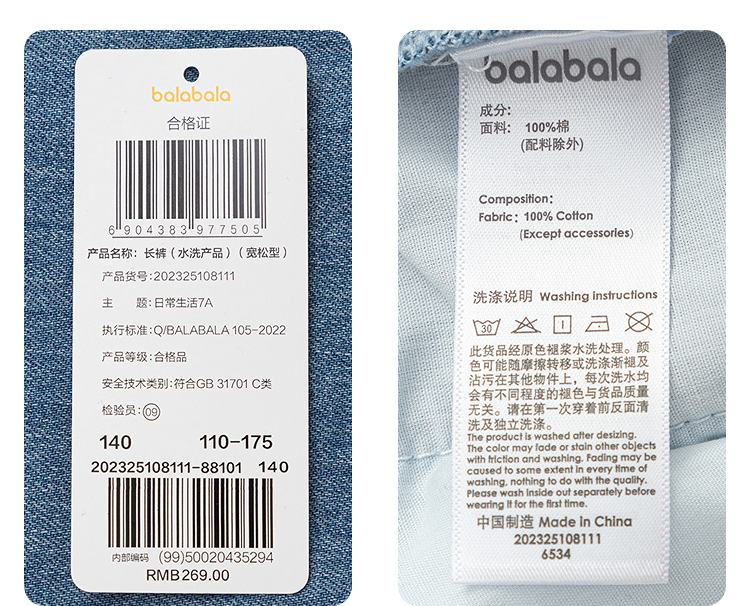 balabala
合格证
6 904383 977505
产品名称: 长裤(水洗产品)(宽松型)
产品货号:202325108111
主 题:日常生活7A
执行标准:Q/BALABALA 105-2022
产品等级:合格品
安全技术类别:符合GB 31701 C类
检验员:09
140 110-175
202325108111-88101 140
内部编码 (99)50020435294
RMB269.00
balabala
成分:
面料: 100%棉
(配料除外)
Composition:
Fabric: 100% Cotton
(Except accessories)
洗涤说明 Washing instructions
30
此货品经原色褪浆水洗处理。颜
色可能随摩擦转移或洗涤渐褪及
沾污在其他物件上,每次洗水均
会有不同程度的褪色与货品质量
无关。请在第一次穿着前反面清
洗及独立洗涤。
The product is washed after desizing.
The color may fade or stain other objects
with friction and washing. Fading may be
caused to some extent in every time of
washing, nothing to do with the quality.
Please wash inside out separately before
wearing it for the first time.
中国制造 Made in China
202325108111
6534